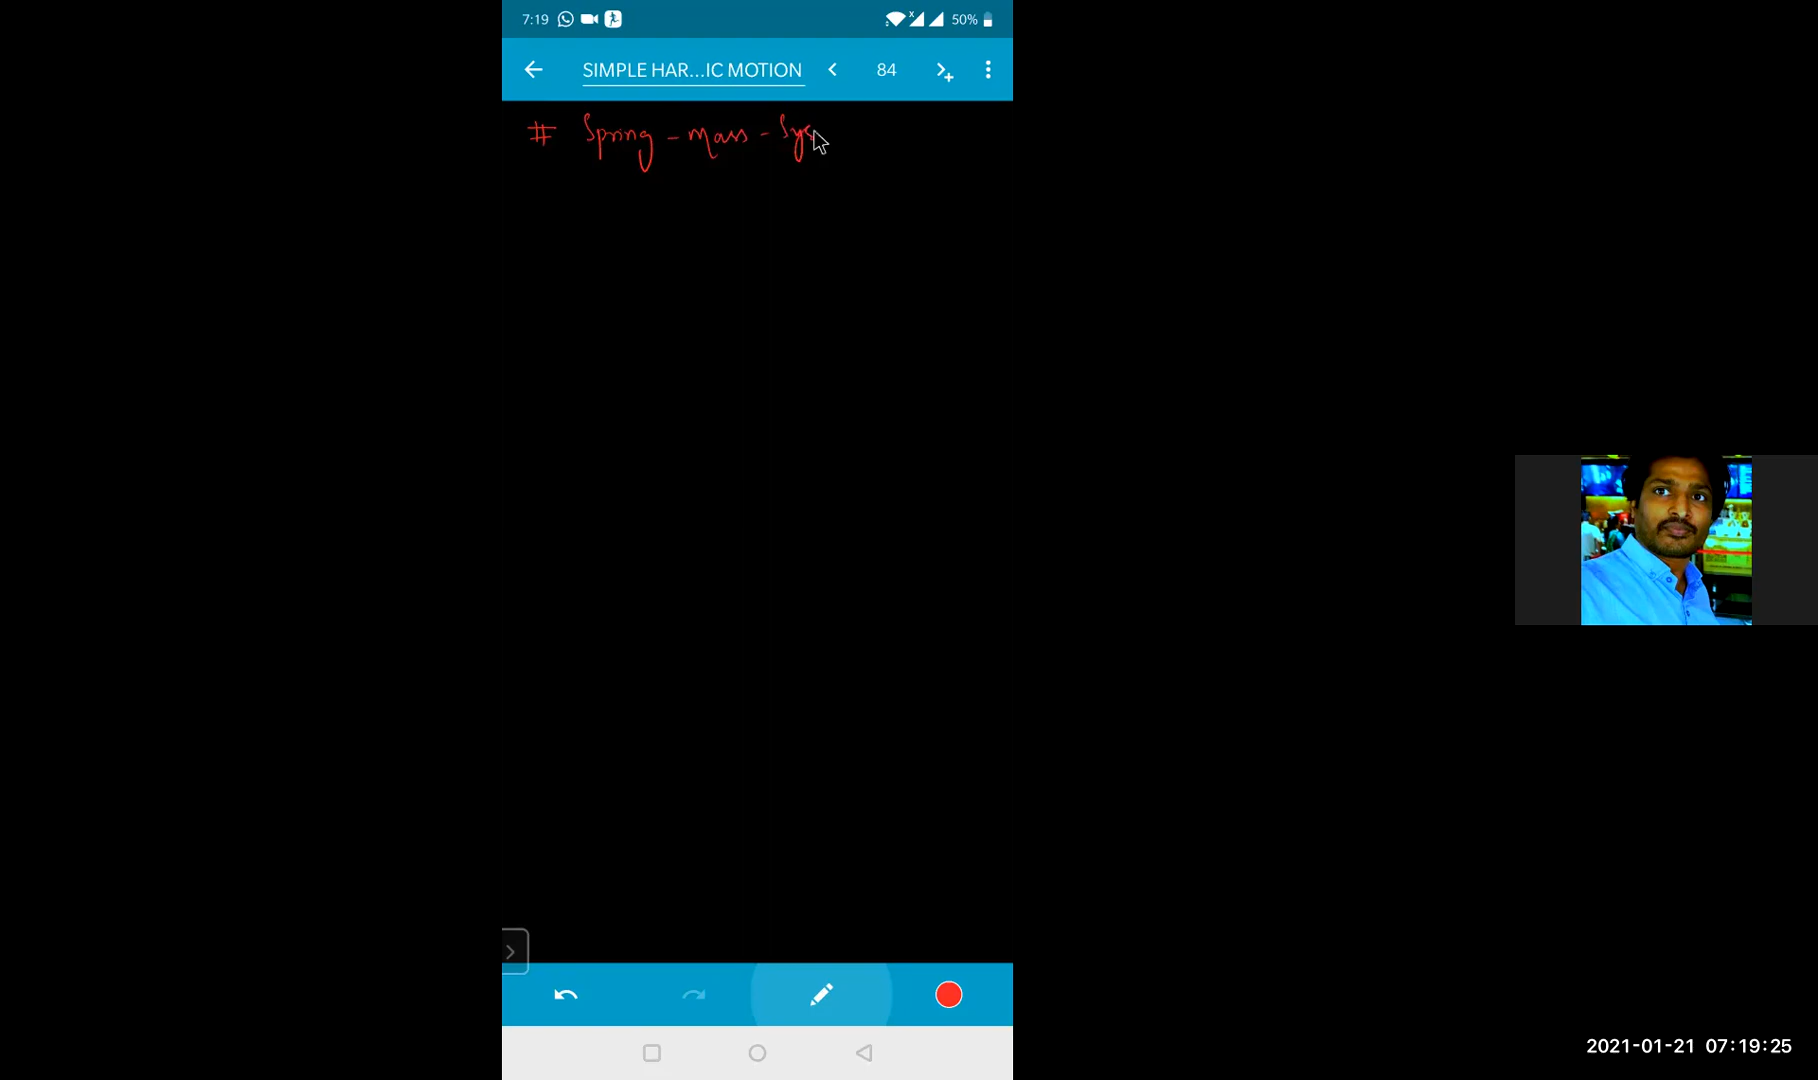 7:19 50%
SIMPLE HAR...IC MOTION 84
# Spring - Mass - Sys
2021-01-21 07:19:25